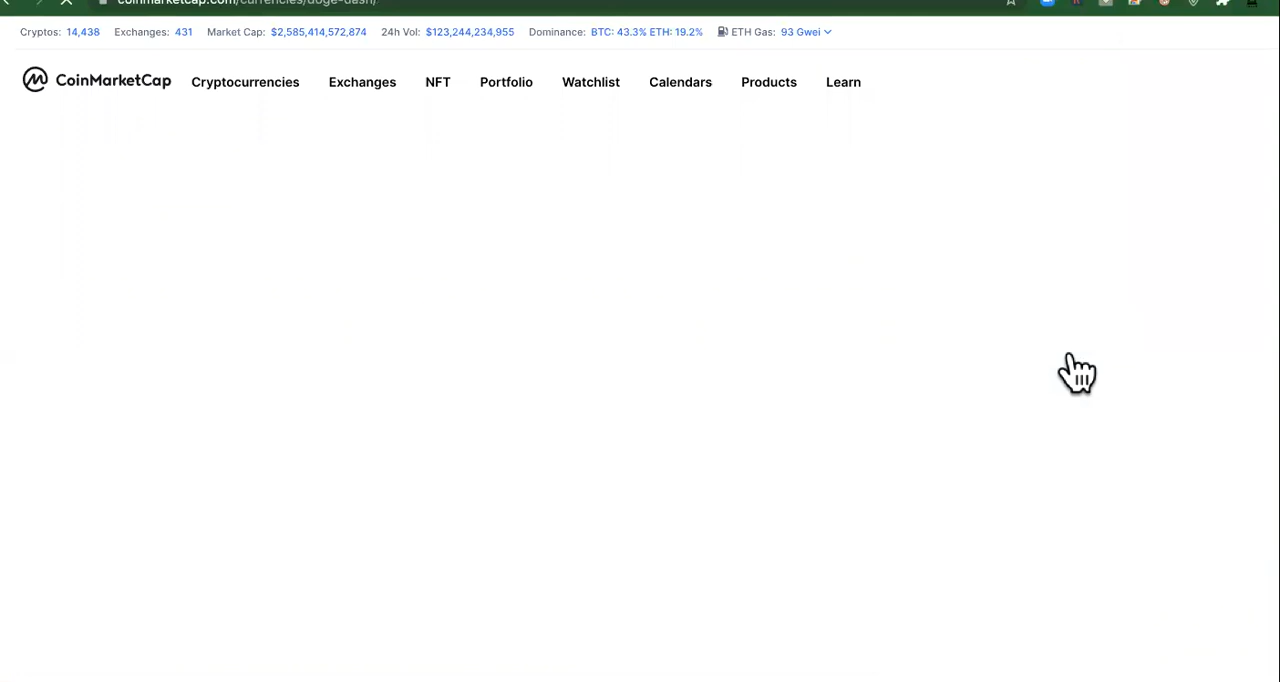 coinmarketcap.com/currencies/doge-dash/
Cryptos: 14,438 Exchanges: 431 Market Cap: $2,585,414,572,874 24h Vol: $123,244,234,955 Dominance: BTC: 43.3% ETH: 19.2% ETH Gas: 93 Gwei
CoinMarketCap Cryptocurrencies Exchanges NFT Portfolio Watchlist Calendars Products Learn